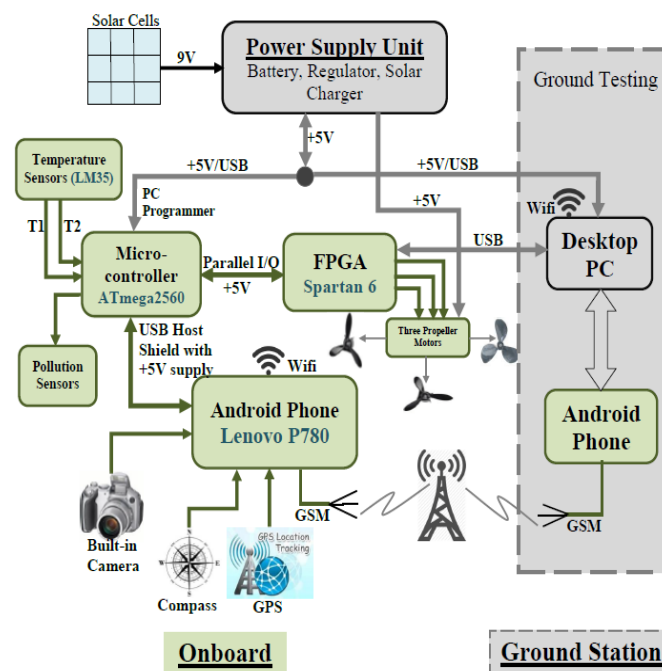 Solar Cells
9V
Power Supply Unit
Battery, Regulator, Solar
Charger
Ground Testing
+5V
Temperature
Sensors (LM35)
+5V/USB
+5V/USB
PC
Programmer
+5V
Wifi
T1
T2
Micro-
controller
ATmega2560
Parallel I/O
+5V
FPGA
Spartan 6
USB
Desktop
PC
Three Propeller
Motors
Pollution
Sensors
USB Host
Shield with
+5V supply
Wifi
Android Phone
Lenovo P780
Android
Phone
GSM
GSM
Built-in
Camera
N
W
E
S
Compass
GPS Location
Tracking
GPS
Onboard
Ground Station